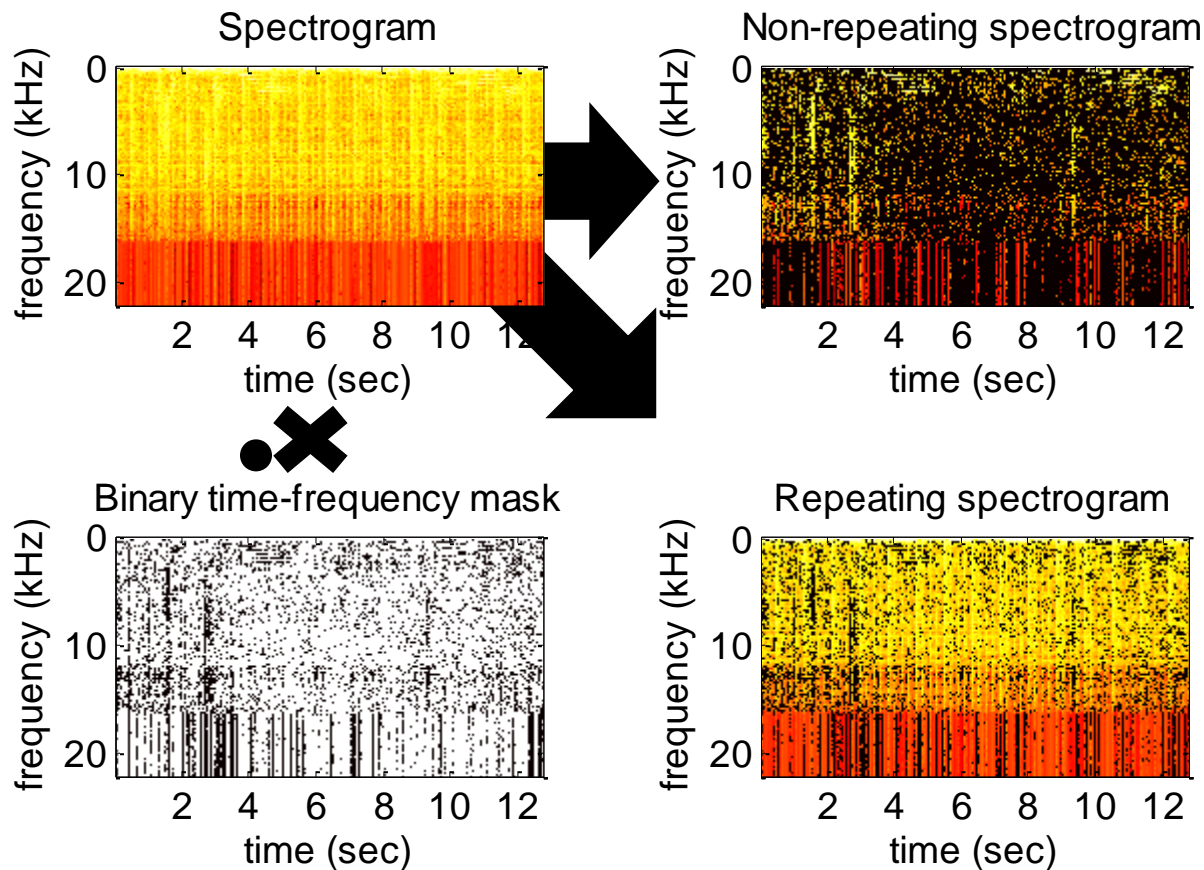 Spectrogram
frequency (kHz)
0
10
20
2 4 6 8 10 12
time (sec)
Non-repeating spectrogram
frequency (kHz)
0
10
20
2 4 6 8 10 12
time (sec)
Binary time-frequency mask
frequency (kHz)
0
10
20
2 4 6 8 10 12
time (sec)
Repeating spectrogram
frequency (kHz)
0
10
20
2 4 6 8 10 12
time (sec)